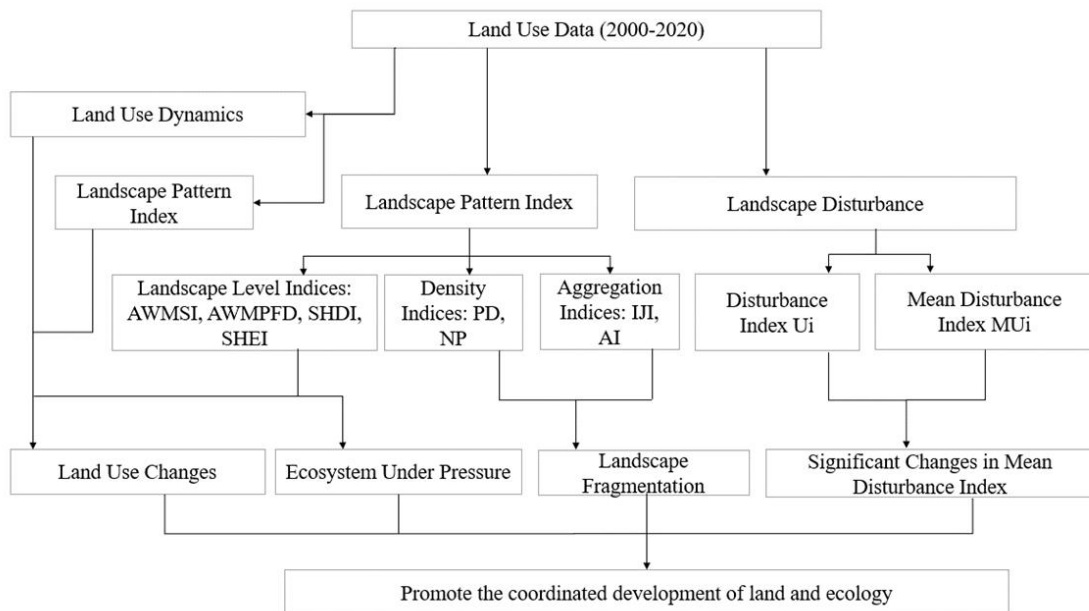 Land Use Data (2000-2020)
Land Use Dynamics
Landscape Pattern
Index
Landscape Pattern Index
Landscape Disturbance
Landscape Level Indices:
AWMSI, AWMPFD, SHDI,
SHEI
Density
Indices: PD,
NP
Aggregation
Indices: IJI,
AI
Disturbance
Index Ui
Mean Disturbance
Index MUi
Land Use Changes
Ecosystem Under Pressure
Landscape
Fragmentation
Significant Changes in Mean
Disturbance Index
Promote the coordinated development of land and ecology